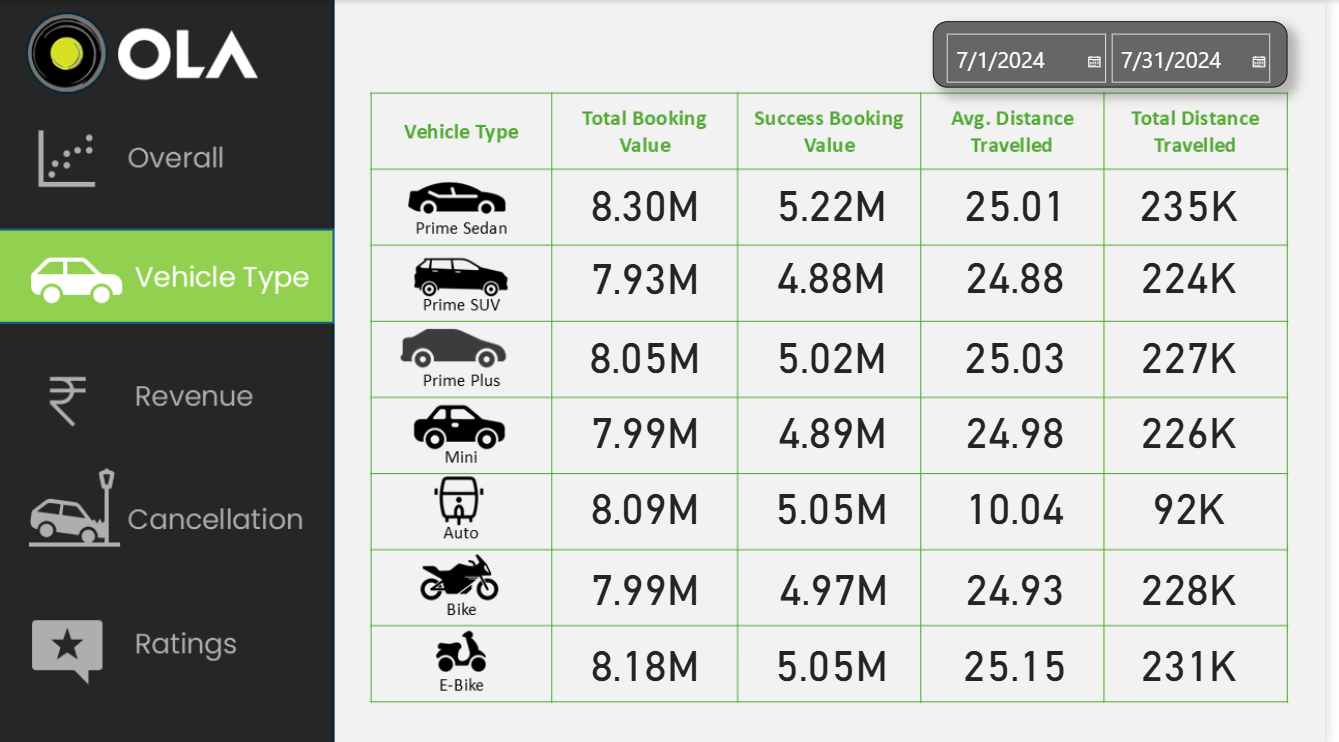 OLA
Overall
Vehicle Type
Revenue
Cancellation
Ratings
7/1/2024 7/31/2024
Vehicle Type Total Booking Value Success Booking Value Avg. Distance Travelled Total Distance Travelled
Prime Sedan 8.30M 5.22M 25.01 235K
Prime SUV 7.93M 4.88M 24.88 224K
Prime Plus 8.05M 5.02M 25.03 227K
Mini 7.99M 4.89M 24.98 226K
Auto 8.09M 5.05M 10.04 92K
Bike 7.99M 4.97M 24.93 228K
E-Bike 8.18M 5.05M 25.15 231K